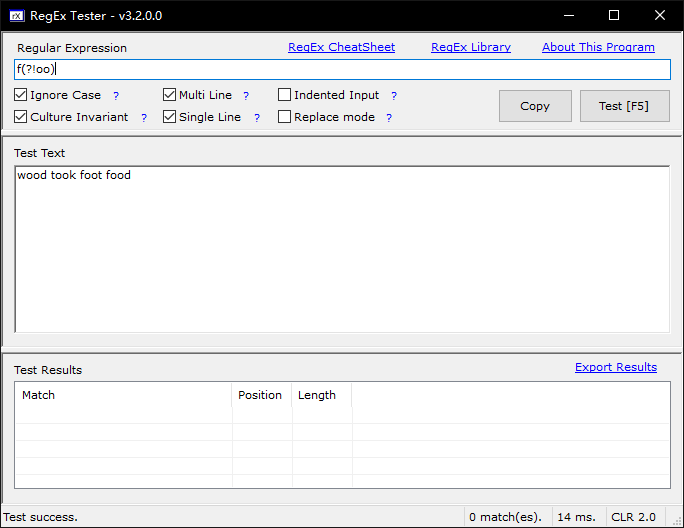 rX RegEx Tester - v3.2.0.0
Regular Expression RegEx CheatSheet RegEx Library About This Program
f(?!oo)
Ignore Case ? Multi Line ? Indented Input ?
Culture Invariant ? Single Line ? Replace mode ?
Copy Test [F5]
Test Text
wood took foot food
Test Results Export Results
Match Position Length
Test success. 0 match(es). 14 ms. CLR 2.0